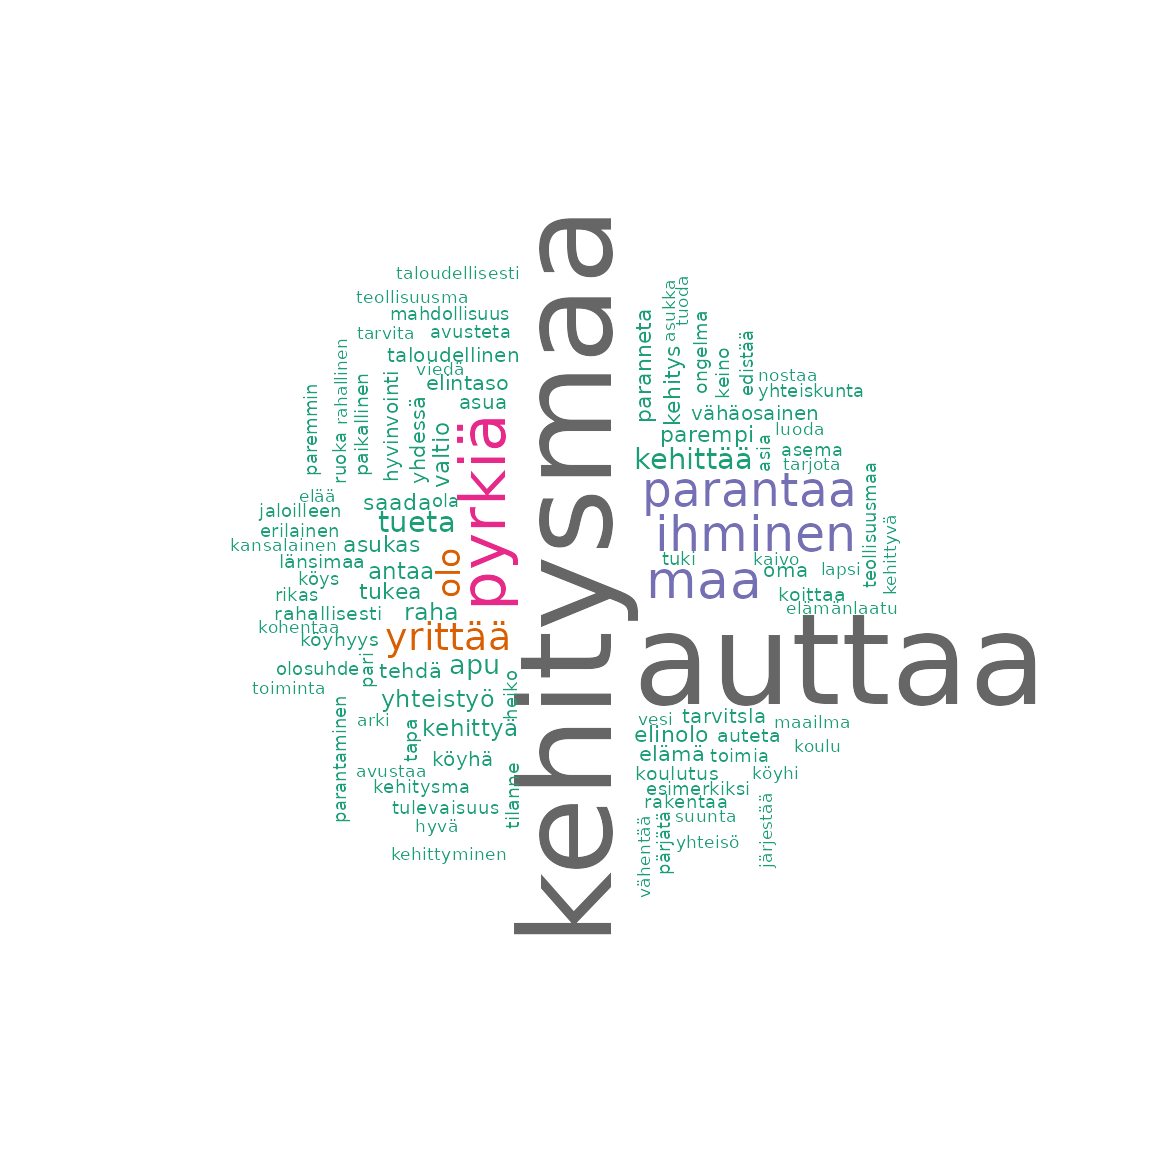 kehitysmaa
auttaa
pyrkiä
parantaa
ihminen
maa
yrittää
olo
taloudellisesti
teollisuusma
mahdollisuus
tarvita
avusteta
taloudellinen
viedä
elintaso
asua
rahallinen
paremmin
ruoka
paikallinen
hyvinvointi
yhdessä
valtio
elää
saada
ola
jaloilleen
tueta
erilainen
kansalainen
asukas
länsimaa
antaa
köys
tukea
rikas
rahallisesti
raha
kohentaa
köyhyys
olosuhde
pari
tehdä
apu
toiminta
yhteistyö
heiko
arki
tapa
kehittyä
parantaminen
köyhä
avustaa
kehitysma
tilanne
tulevaisuus
hyvä
kehittyminen
paranneta
asukka
tuoda
kehitys
ongelma
keino
edistää
nostaa
yhteiskunta
vähäosainen
parempi
luoda
asia
asema
kehittää
tarjota
teollisuusmaa
kehittyvä
tuki
kaivo
oma
lapsi
koittaa
elämänlaatu
vesi
tarvitsla
maailma
elinolo
auteta
elämä
toimia
koulu
koulutus
köyhi
esimerkiksi
rakentaa
suunta
järjestää
vähentää
pärjätä
yhteisö